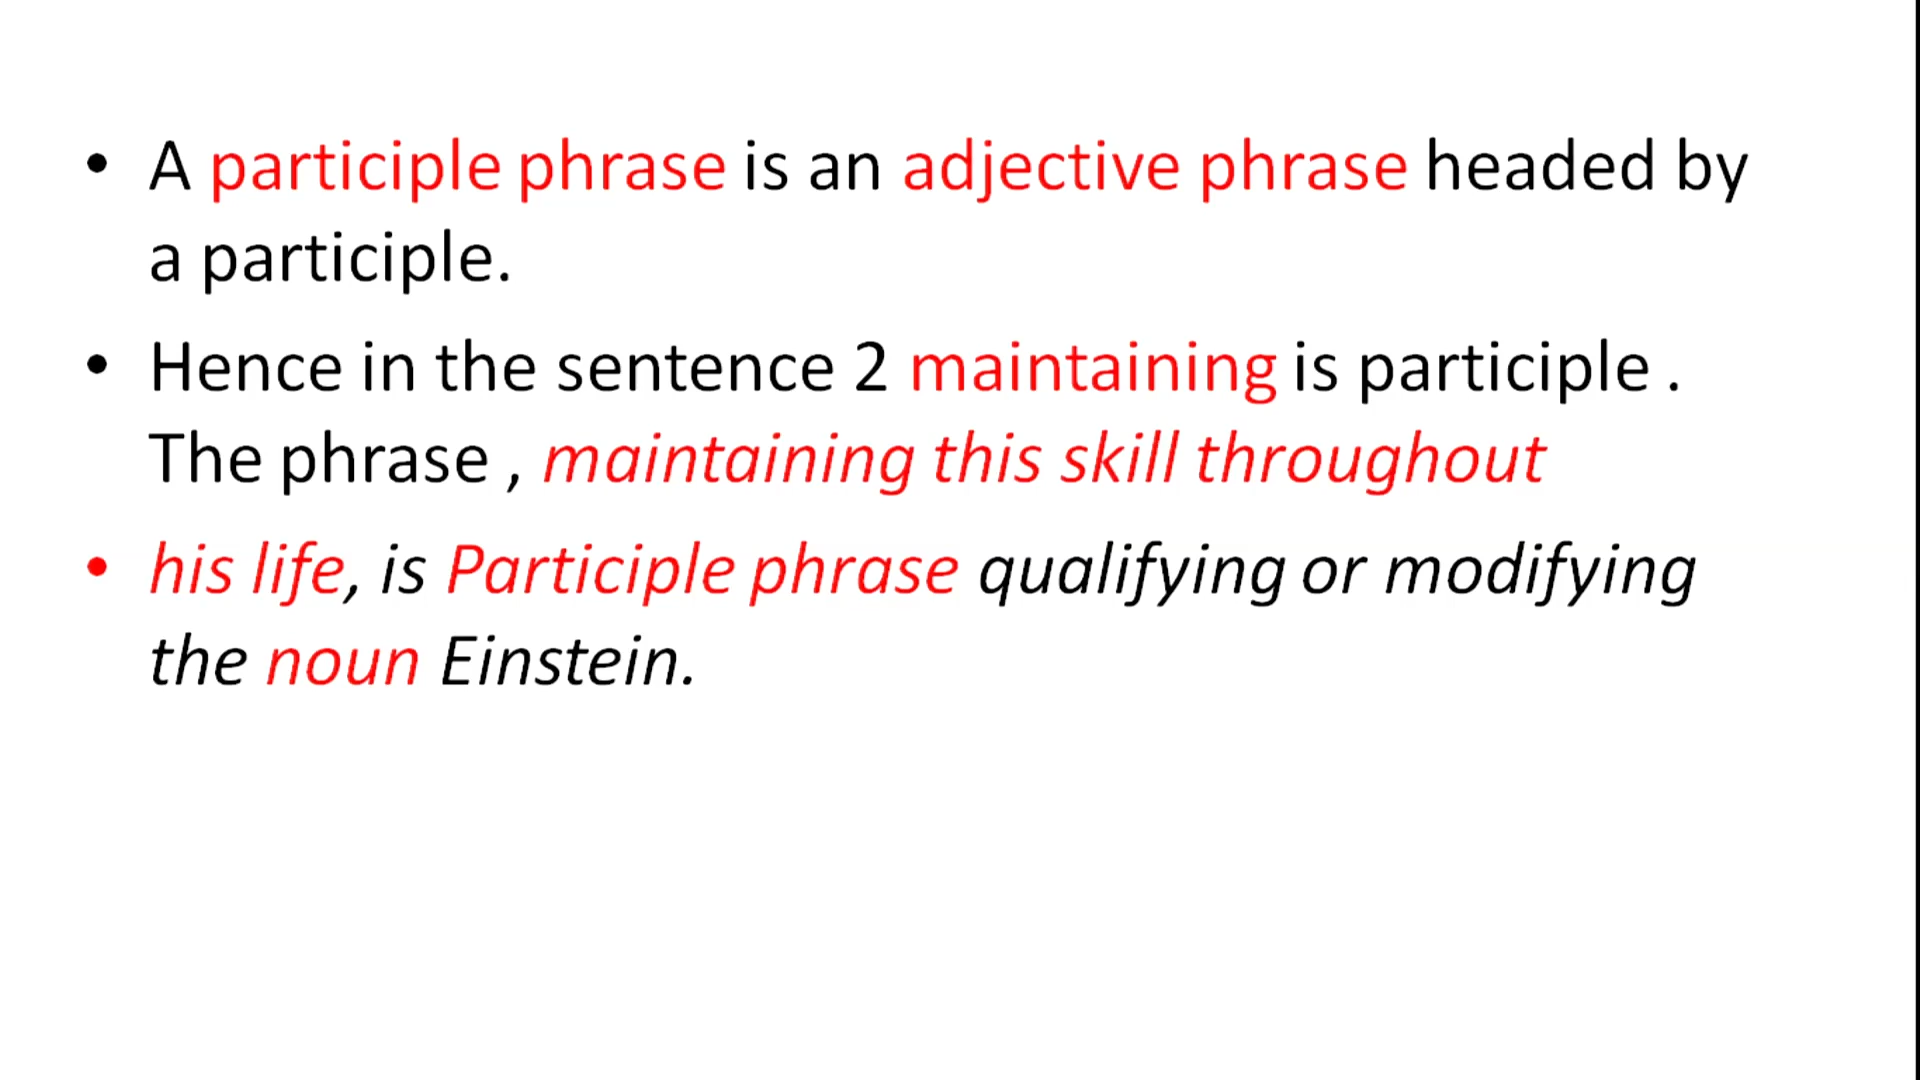 • A participle phrase is an adjective phrase headed by
a participle.
• Hence in the sentence 2 maintaining is participle .
The phrase , maintaining this skill throughout
• his life, is Participle phrase qualifying or modifying
the noun Einstein.